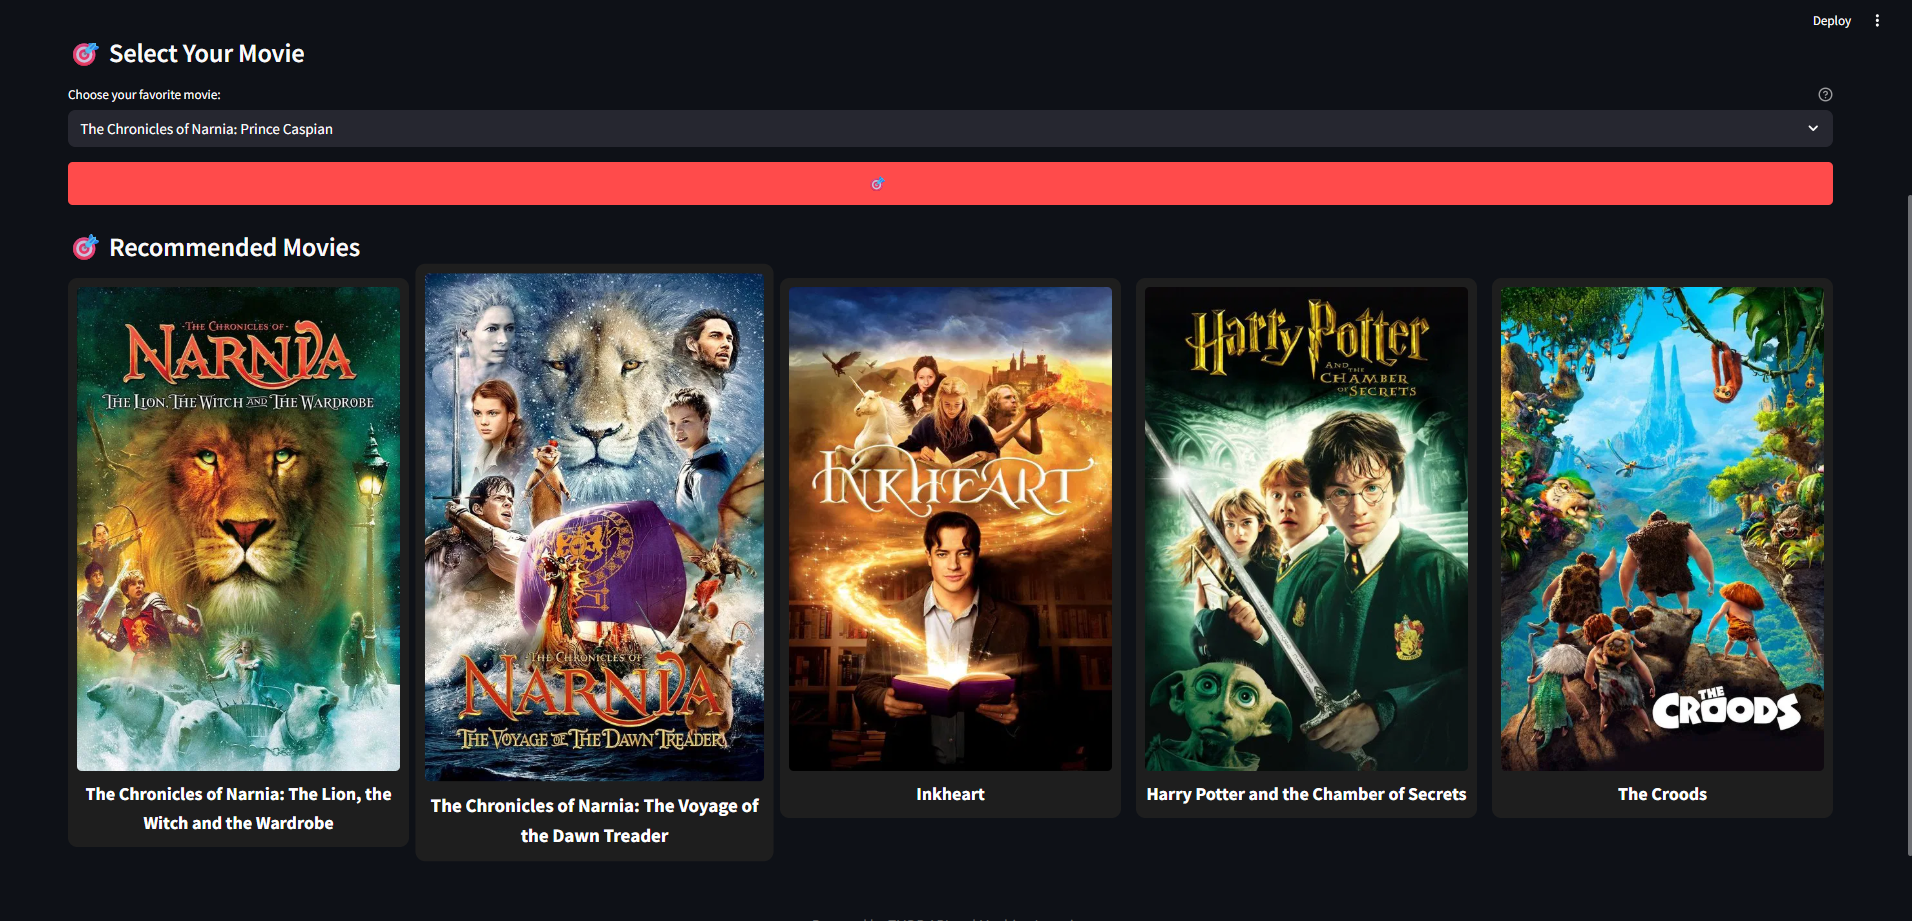 Deploy
Select Your Movie
Choose your favorite movie:
The Chronicles of Narnia: Prince Caspian
Recommended Movies
·THE CHRONICLES OF·
NARNIA
THE LION, THE WITCH AND THE WARDROBE
The Chronicles of Narnia: The Lion, the
Witch and the Wardrobe
·THE CHRONICLES OF·
NARNIA
THE VOYAGE OF THE DAWN TREADER
The Chronicles of Narnia: The Voyage of
the Dawn Treader
INKHEART
Inkheart
Harry Potter
AND THE
CHAMBER
OF SECRETS
Harry Potter and the Chamber of Secrets
THE
CROODS
The Croods